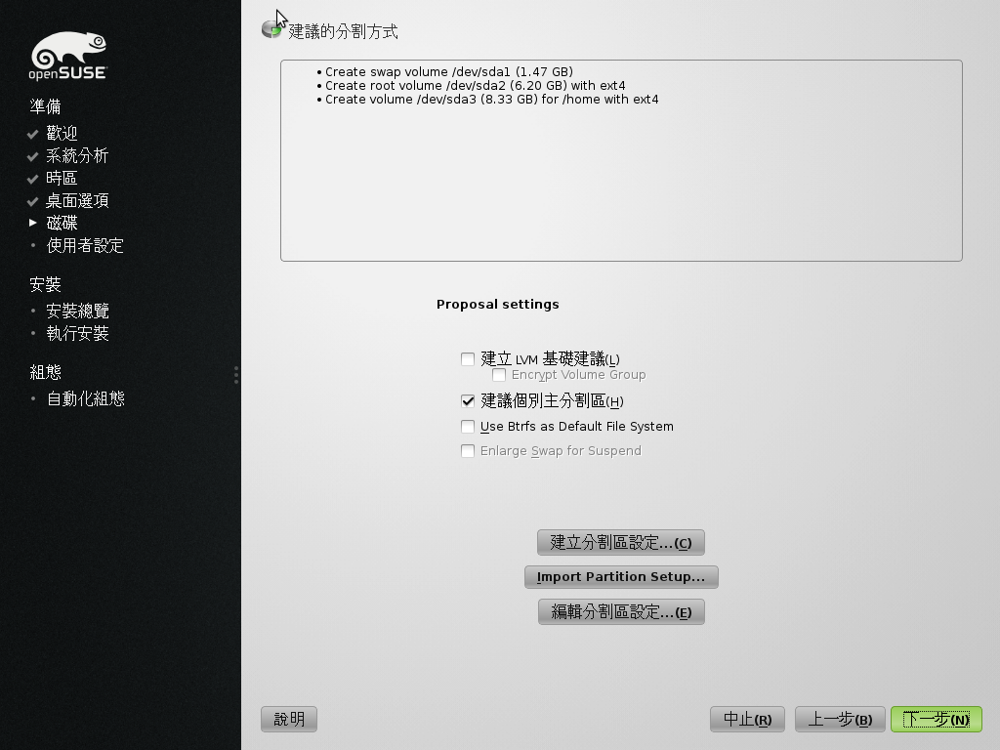 openSUSE
準備
歡迎
系統分析
時區
桌面選項
磁碟
使用者設定
安裝
安裝總覽
執行安裝
組態
自動化組態
建議的分割方式
• Create swap volume /dev/sda1 (1.47 GB)
• Create root volume /dev/sda2 (6.20 GB) with ext4
• Create volume /dev/sda3 (8.33 GB) for /home with ext4
Proposal settings
建立 LVM 基礎建議(L)
Encrypt Volume Group
建議個別主分割區(H)
Use Btrfs as Default File System
Enlarge Swap for Suspend
建立分割區設定...(C)
Import Partition Setup...
編輯分割區設定...(E)
說明
中止(R)
上一步(B)
下一步(N)